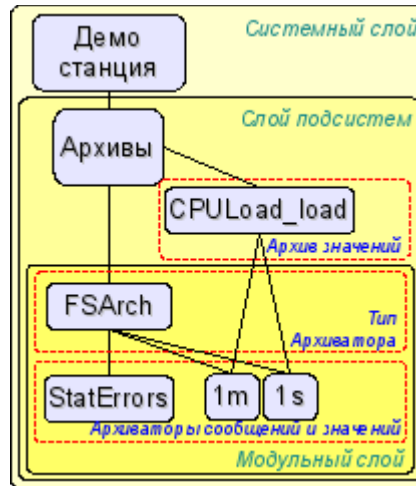 Демо
станция
Системный слой
Слой подсистем
Архивы
CPULoad_load
Архив значений
FSArch
Тип
Архиватора
StatErrors
1m
1s
Архиваторы сообщений и значений
Модульный слой